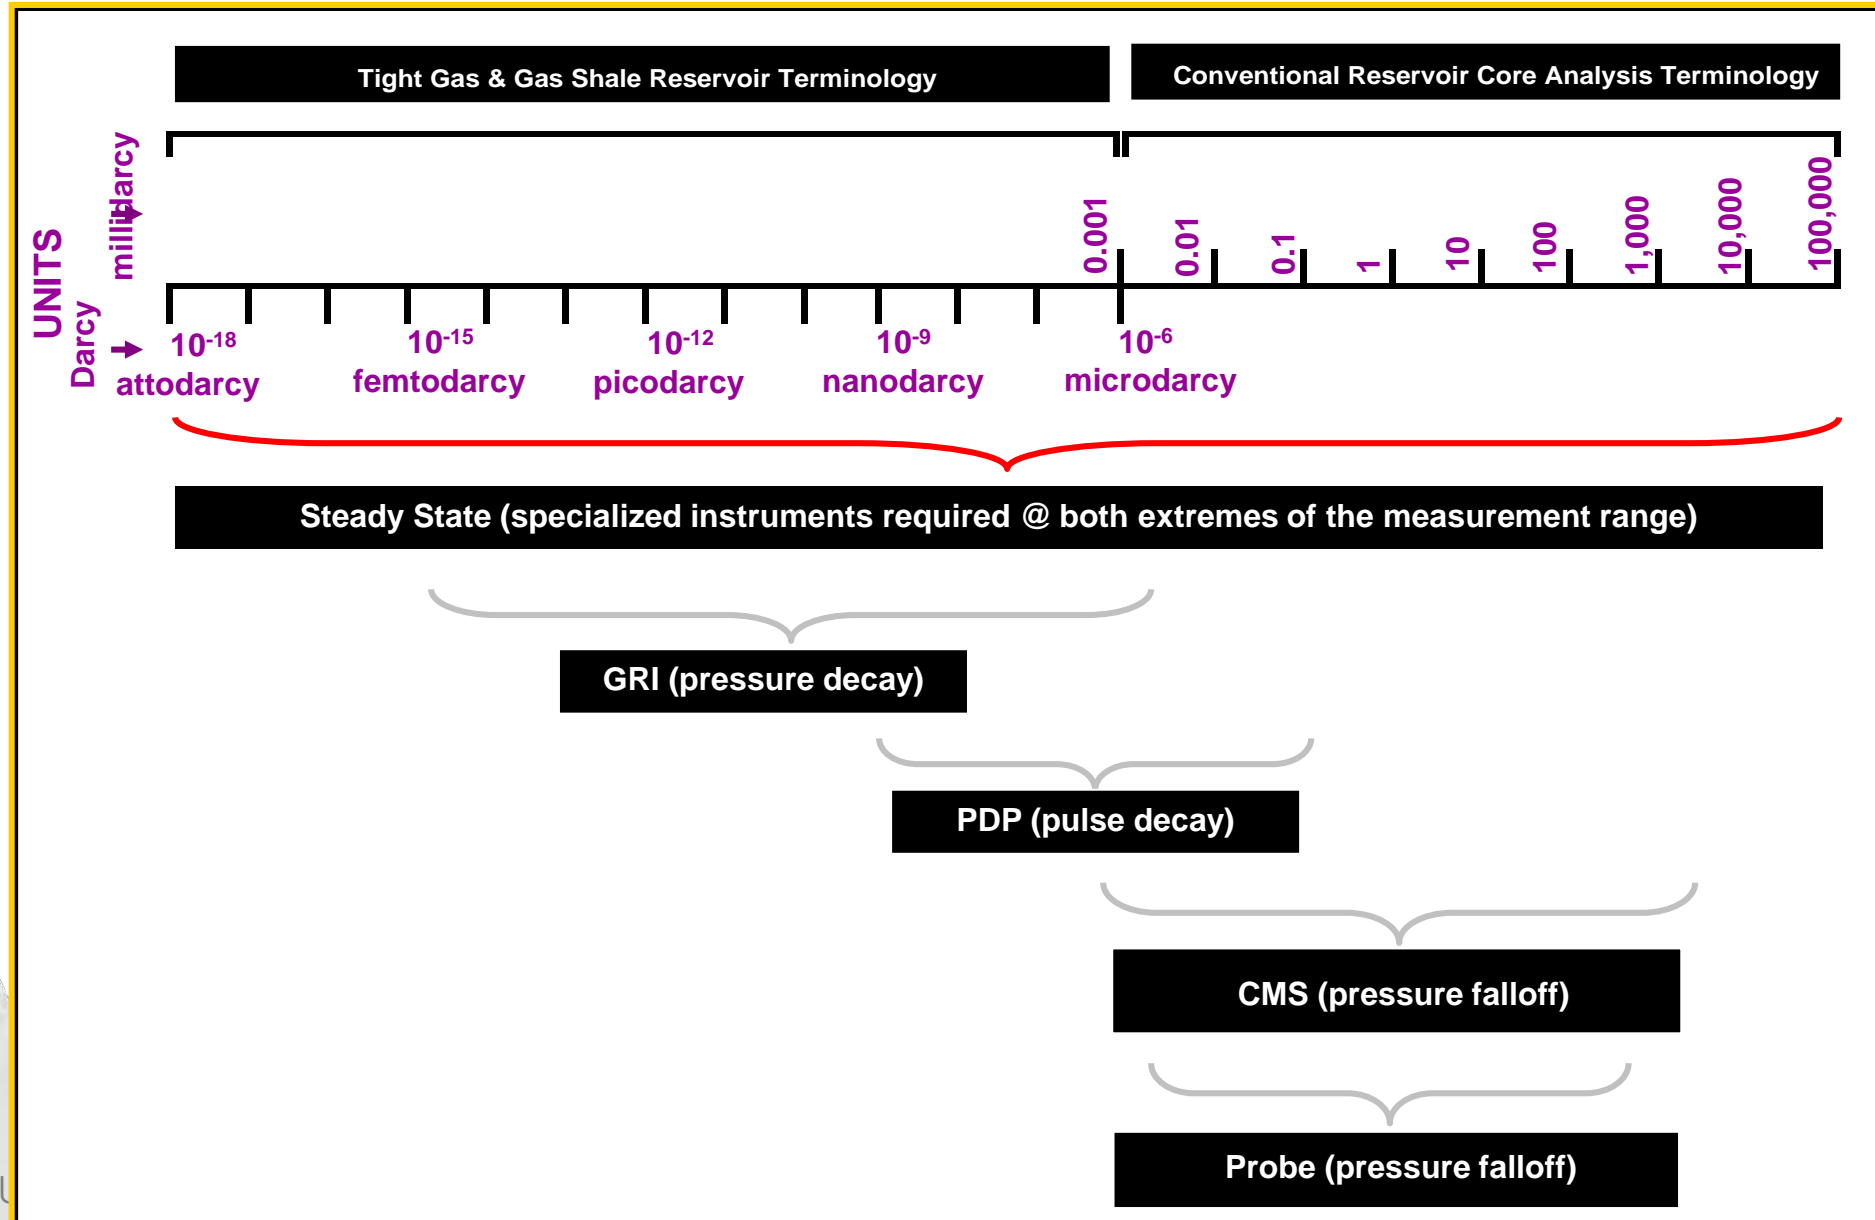 Tight Gas & Gas Shale Reservoir Terminology
Conventional Reservoir Core Analysis Terminology
UNITS
millidarcy
0.001
0.01
0.1
1
10
100
1,000
10,000
100,000
Darcy
10⁻¹⁸
10⁻¹⁵
10⁻¹²
10⁻⁹
10⁻⁶
attodarcy
femtodarcy
picodarcy
nanodarcy
microdarcy
Steady State (specialized instruments required @ both extremes of the measurement range)
GRI (pressure decay)
PDP (pulse decay)
CMS (pressure falloff)
Probe (pressure falloff)